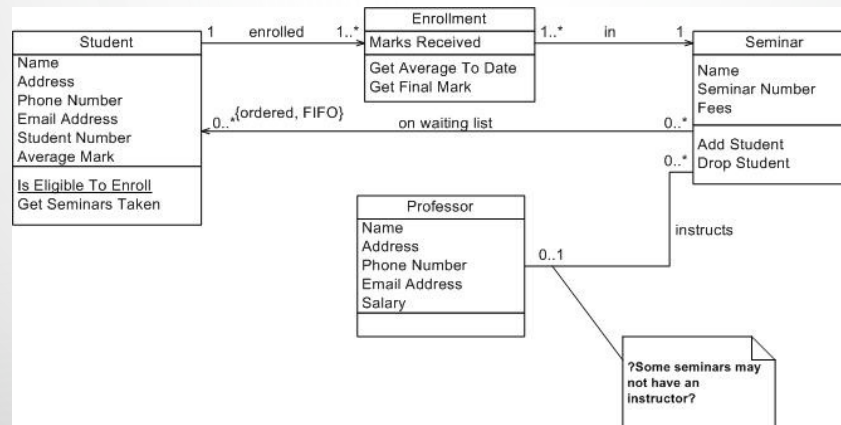 Student
Name
Address
Phone Number
Email Address
Student Number
Average Mark
Is Eligible To Enroll
Get Seminars Taken
1 enrolled 1..*
Enrollment
Marks Received
Get Average To Date
Get Final Mark
1..* in 1
Seminar
Name
Seminar Number
Fees
Add Student
Drop Student
0..* {ordered, FIFO} on waiting list 0..*
0..*
instructs
0..1
Professor
Name
Address
Phone Number
Email Address
Salary
?Some seminars may
not have an
instructor?